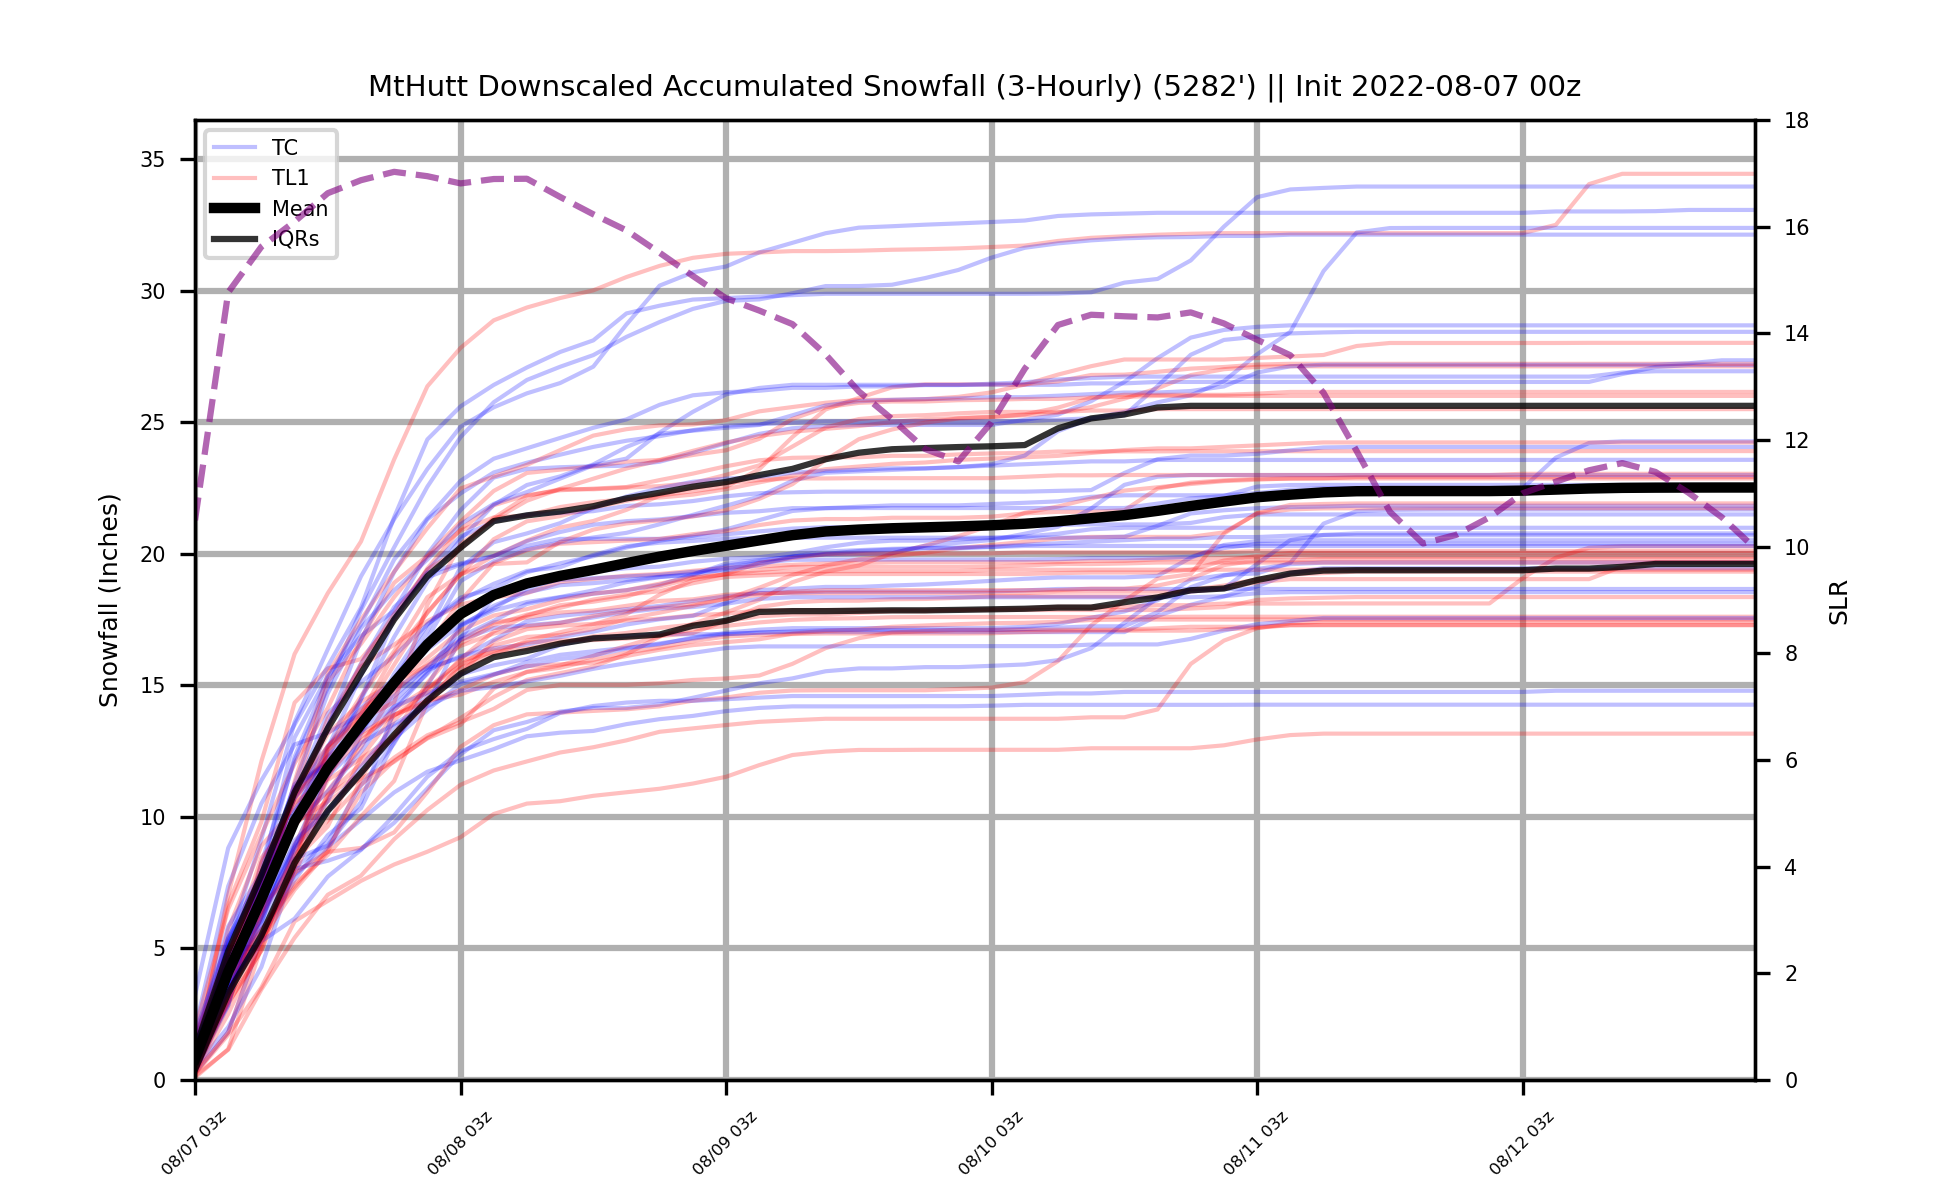 MtHutt Downscaled Accumulated Snowfall (3-Hourly) (5282') || Init 2022-08-07 00z
TC
TL1
Mean
IQRs
Snowfall (Inches)
35
30
25
20
15
10
5
0
18
16
14
12
10
8
6
4
2
0
SLR
08/07 03z
08/08 03z
08/09 03z
08/10 03z
08/11 03z
08/12 03z